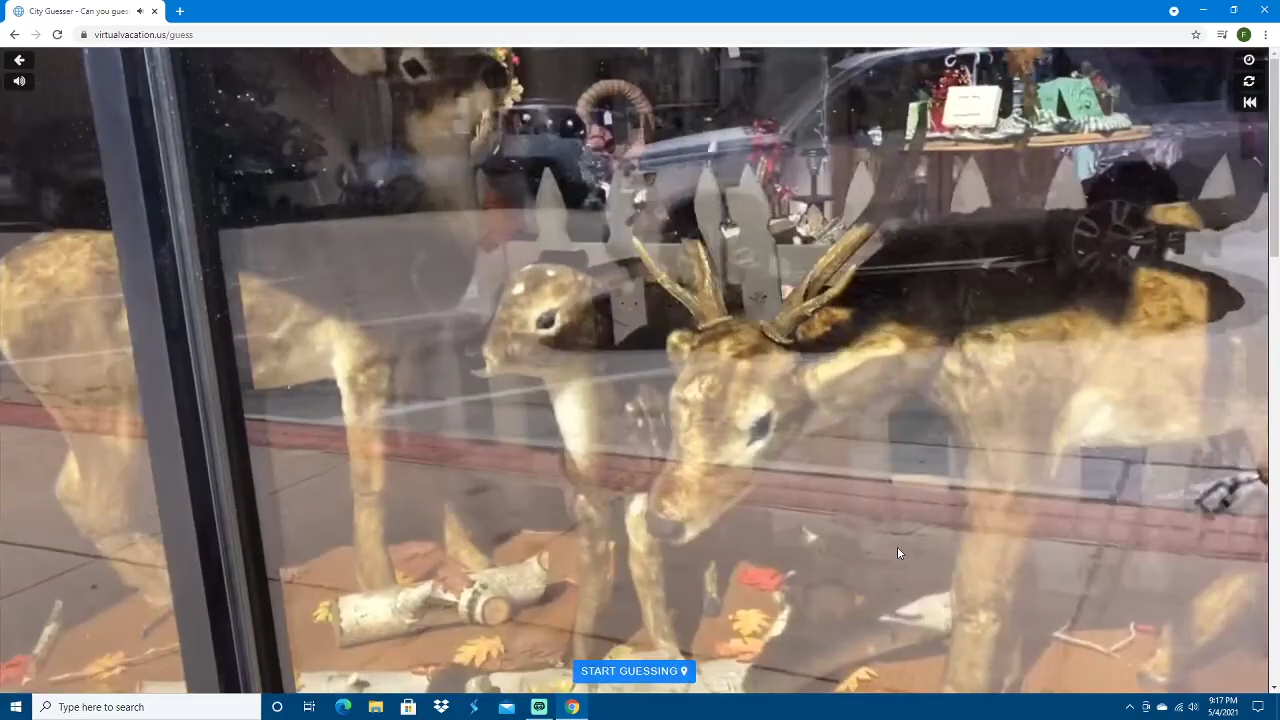 City Guesser - Can you gues
virtualvacation.us/guess
F
START GUESSING
Type here to search
9:17 PM
5/4/2021